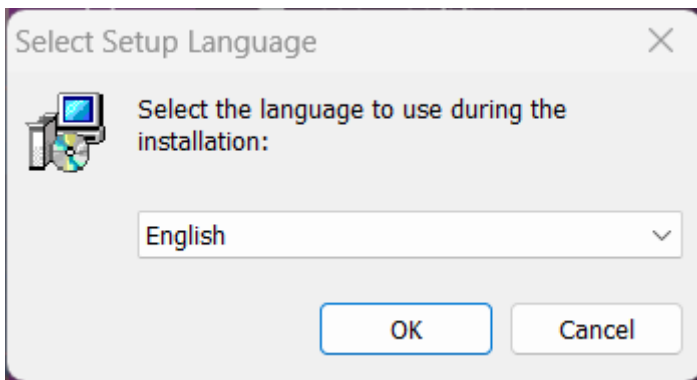 Select Setup Language
Select the language to use during the
installation:
English
OK
Cancel